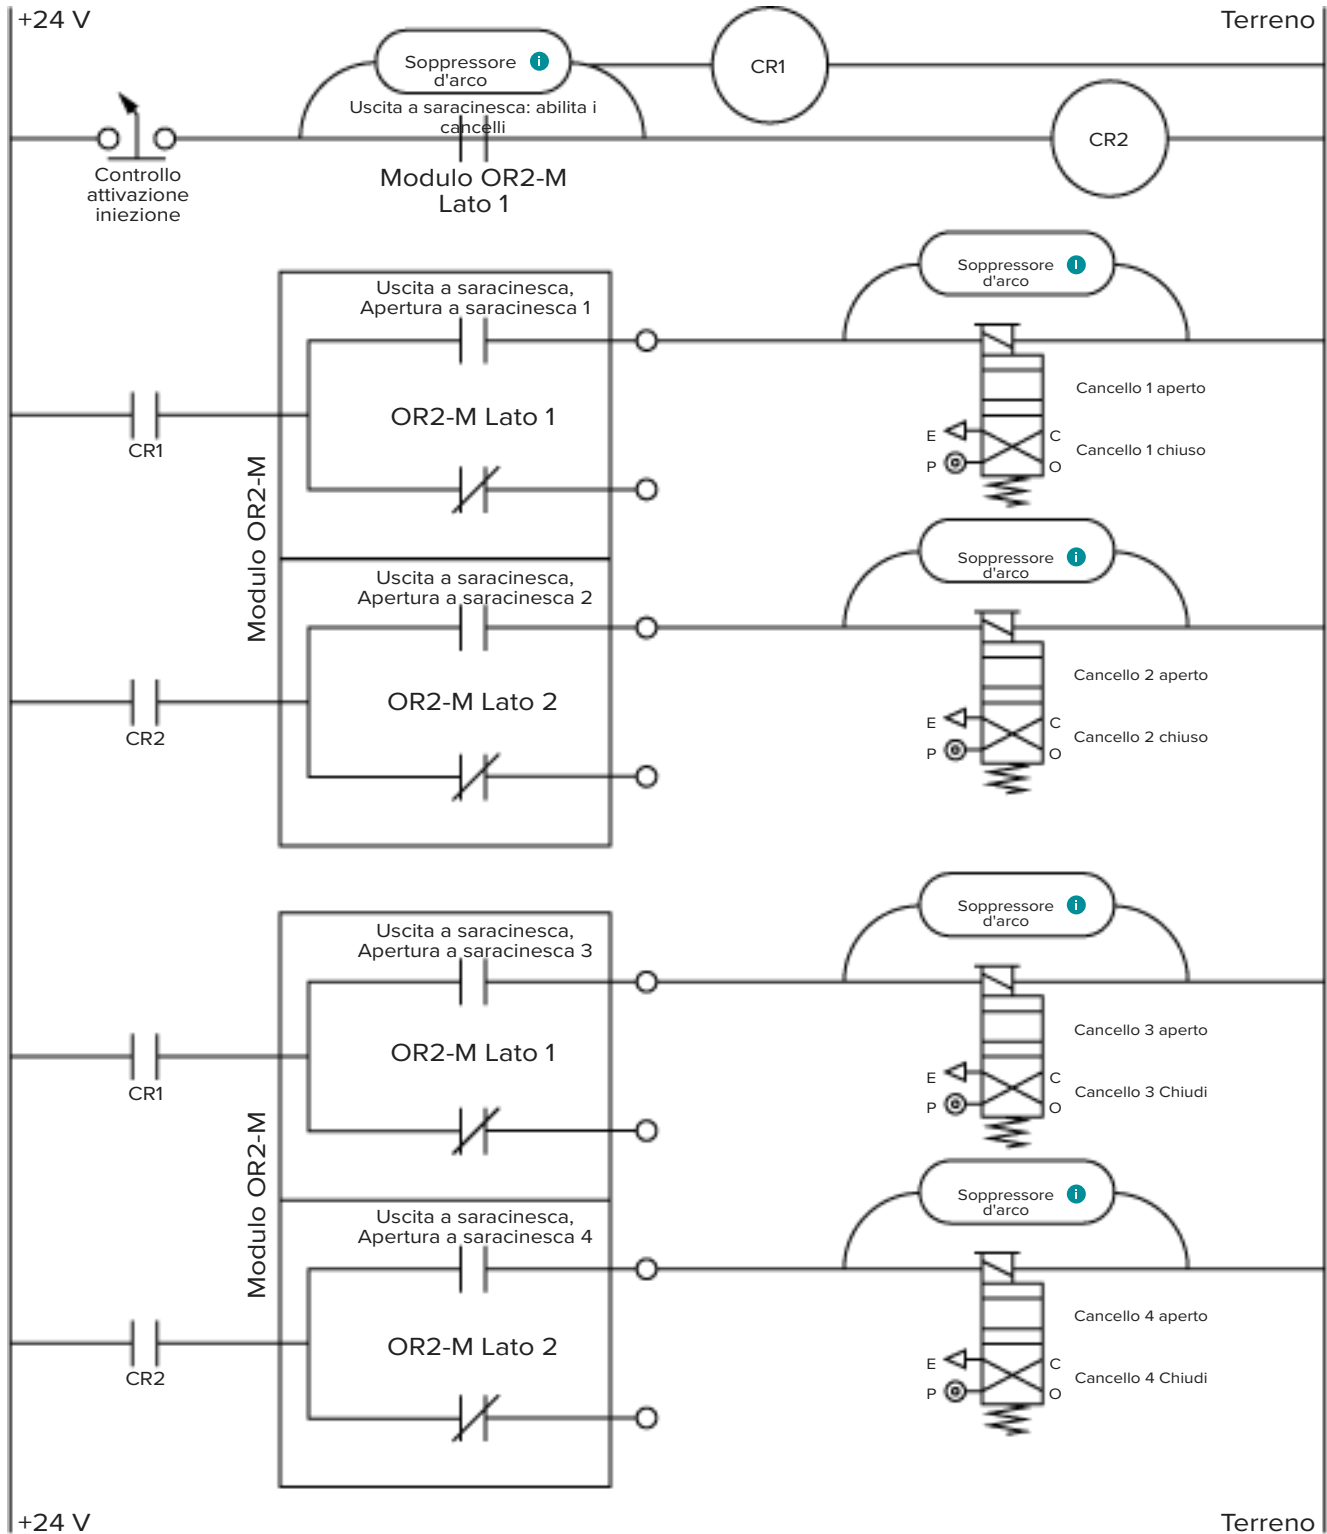 +24 V
Terreno
Soppressore i
d'arco
CR1
Uscita a saracinesca: abilita i
cancelli
CR2
Controllo
attivazione
iniezione
Modulo OR2-M
Lato 1
Soppressore I
d'arco
Uscita a saracinesca,
Apertura a saracinesca 1
Cancello 1 aperto
OR2-M Lato 1
E
C
Cancello 1 chiuso
CR1
P
O
Modulo OR2-M
Soppressore i
d'arco
Uscita a saracinesca,
Apertura a saracinesca 2
Cancello 2 aperto
OR2-M Lato 2
E
C
Cancello 2 chiuso
CR2
P
O
Soppressore i
d'arco
Uscita a saracinesca,
Apertura a saracinesca 3
Cancello 3 aperto
OR2-M Lato 1
E
C
Cancello 3 Chiudi
CR1
P
O
Modulo OR2-M
Soppressore i
d'arco
Uscita a saracinesca,
Apertura a saracinesca 4
Cancello 4 aperto
OR2-M Lato 2
E
C
Cancello 4 Chiudi
CR2
P
O
+24 V
Terreno